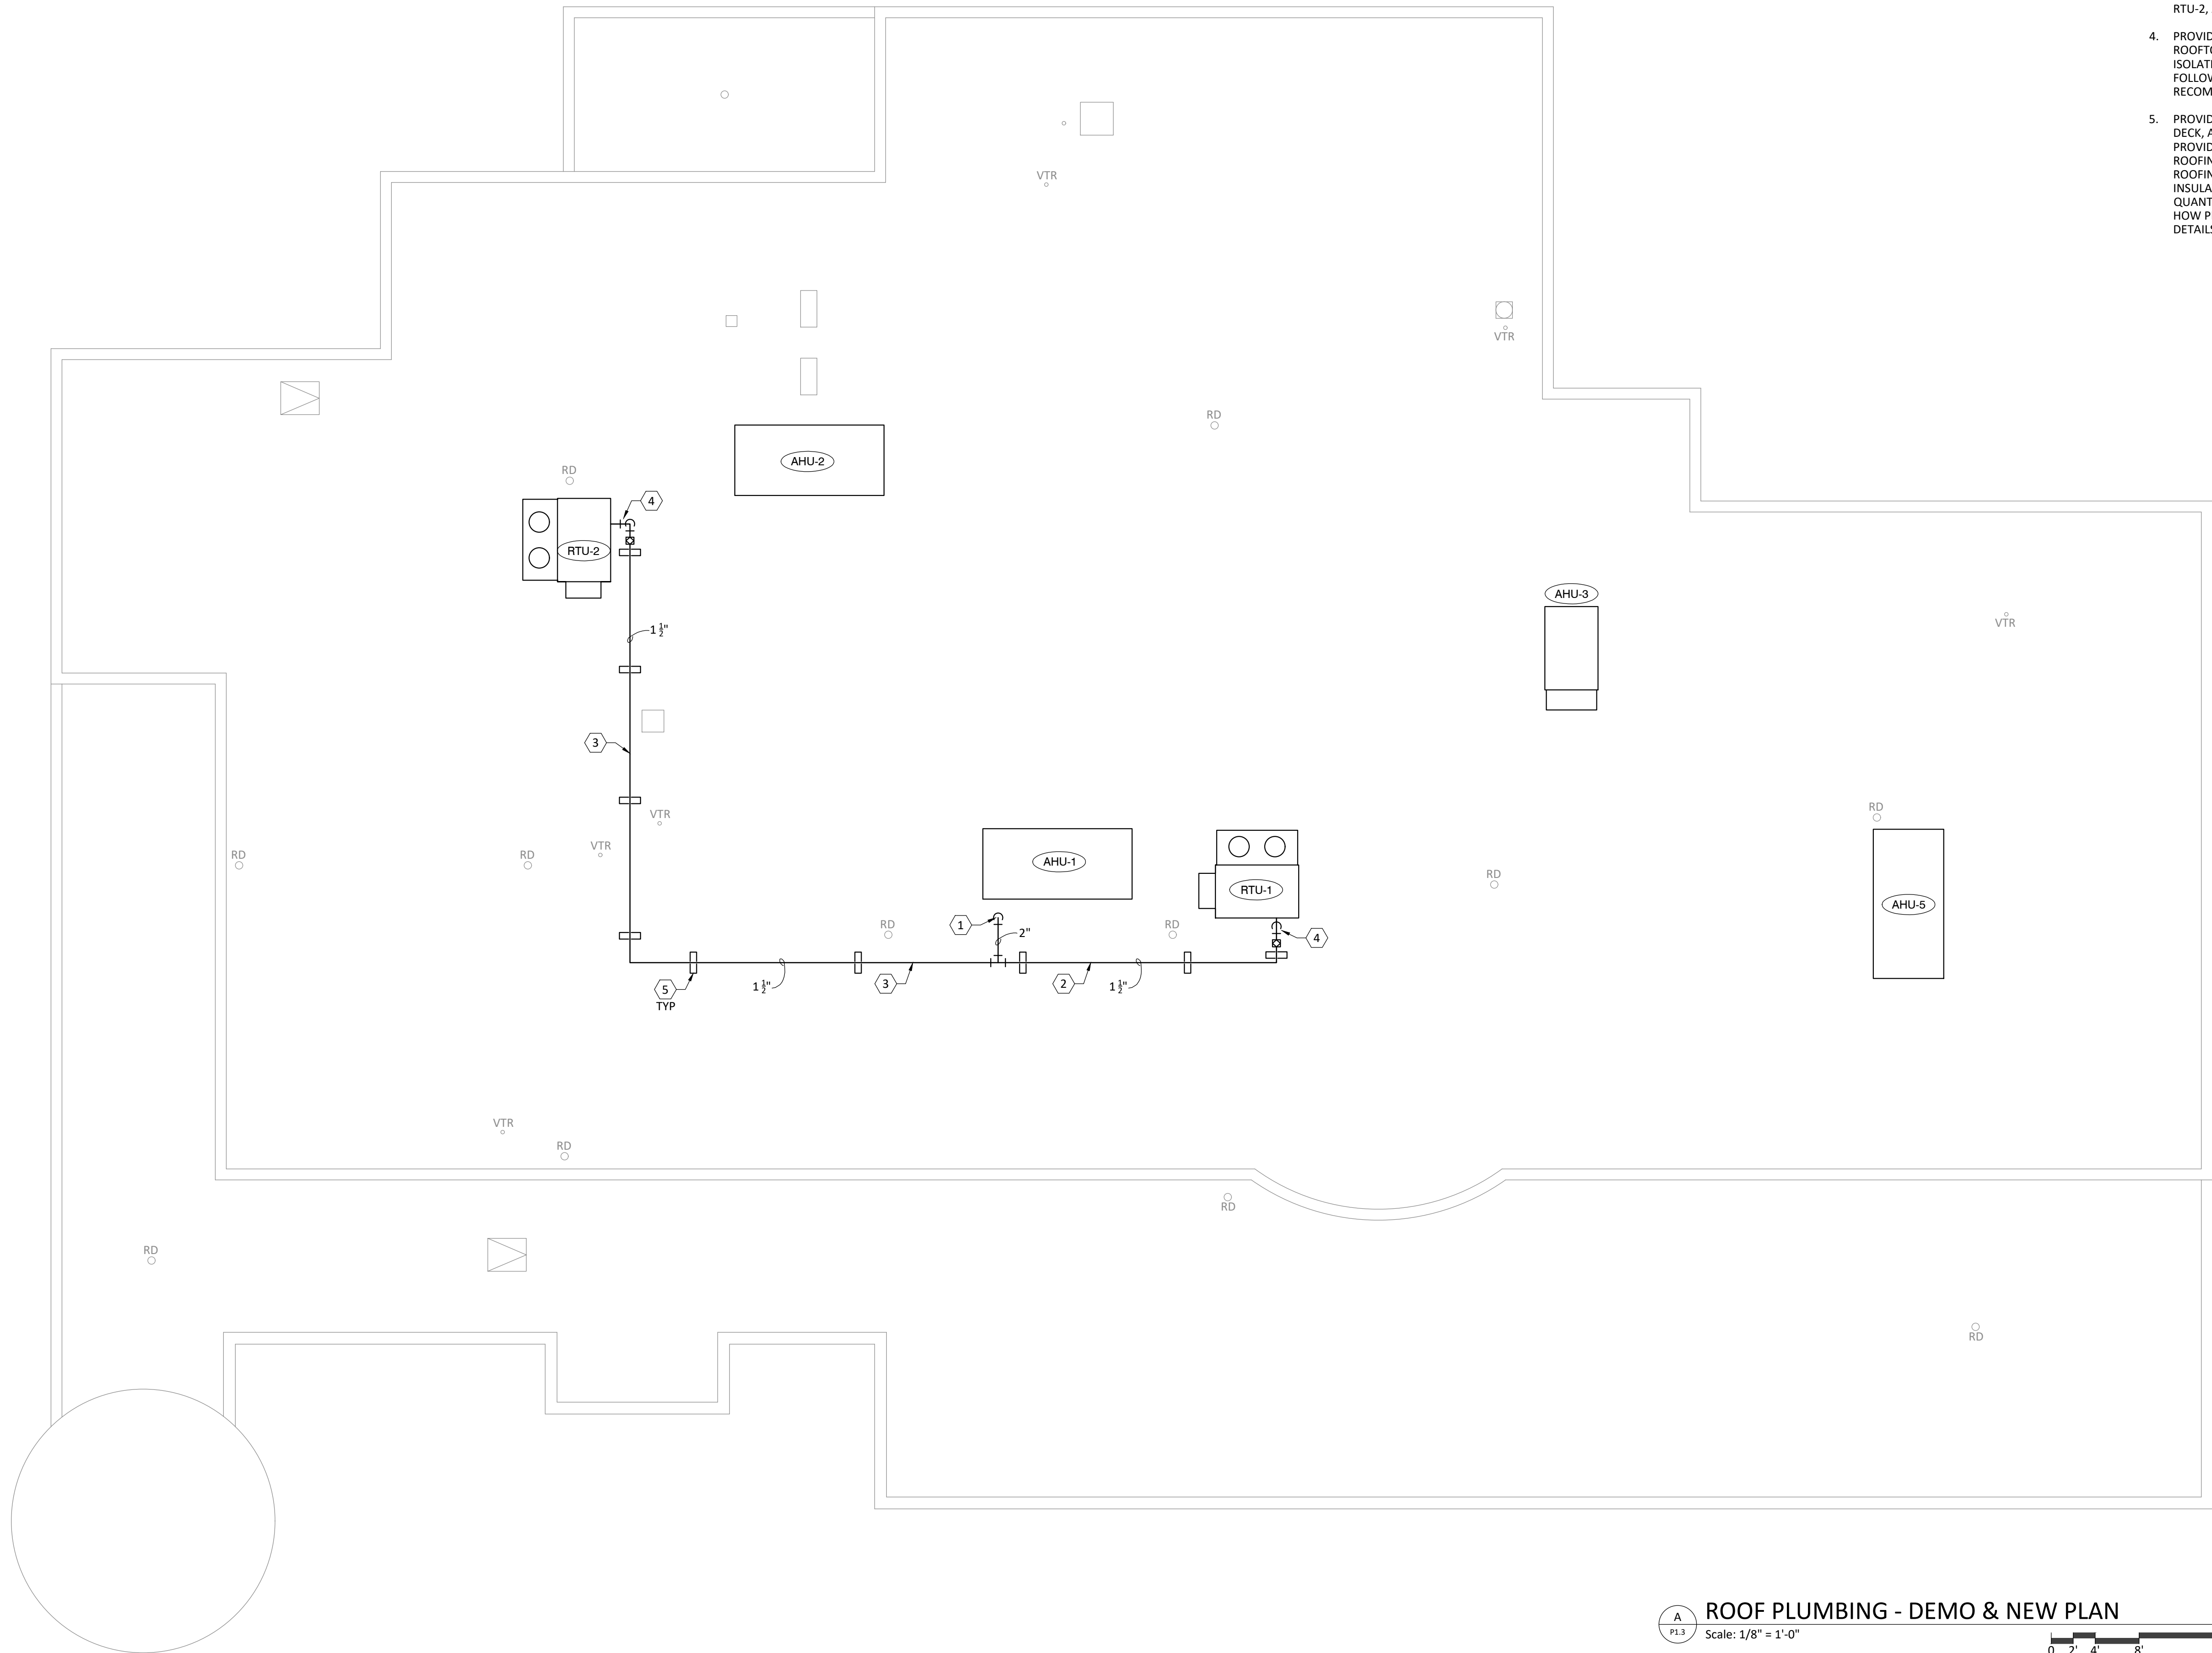 RTU-2,
4. PROVID
ROOFTO
ISOLATI
FOLLOW
RECOM
5. PROVID
DECK, A
PROVID
ROOFIN
ROOFIN
INSULA
QUANT
HOW P
DETAILS
VTR
VTR
RD
AHU-2
RD
4
RTU-2
AHU-3
VTR
1 1/2"
3
RD
VTR
VTR
RD
RD
AHU-1
RTU-1
RD
AHU-5
RD
1
2"
RD
4
5
TYP
1 1/2"
3
2
1 1/2"
VTR
RD
RD
RD
RD
A
P1.3
ROOF PLUMBING - DEMO & NEW PLAN
Scale: 1/8" = 1'-0"
0 2' 4' 8'